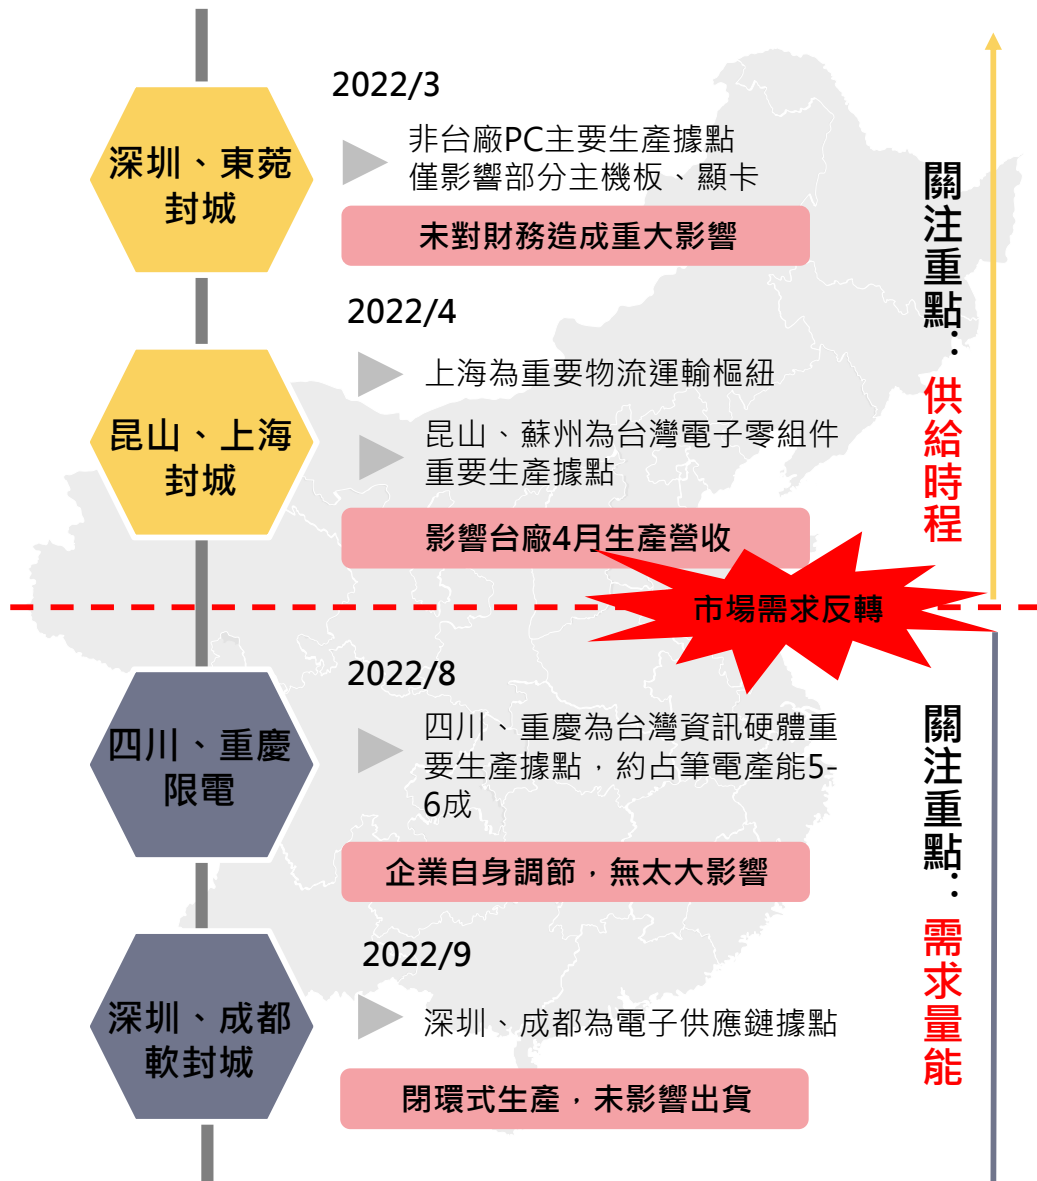 2022/3
深圳、東菀
封城
非台廠PC主要生產據點
僅影響部分主機板、顯卡
未對財務造成重大影響
2022/4
昆山、上海
封城
上海為重要物流運輸樞紐
昆山、蘇州為台灣電子零組件
重要生產據點
影響台廠4月生產營收
關注重點：供給時程
市場需求反轉
2022/8
四川、重慶
限電
四川、重慶為台灣資訊硬體重
要生產據點，約占筆電產能5-
6成
企業自身調節，無太大影響
2022/9
深圳、成都
軟封城
深圳、成都為電子供應鏈據點
閉環式生產，未影響出貨
關注重點：需求量能